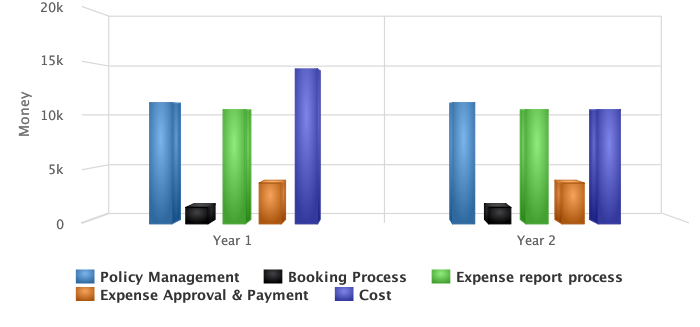 20k
15k
10k
5k
0
Money
Year 1 Year 2
Policy Management Booking Process Expense report process
Expense Approval & Payment Cost